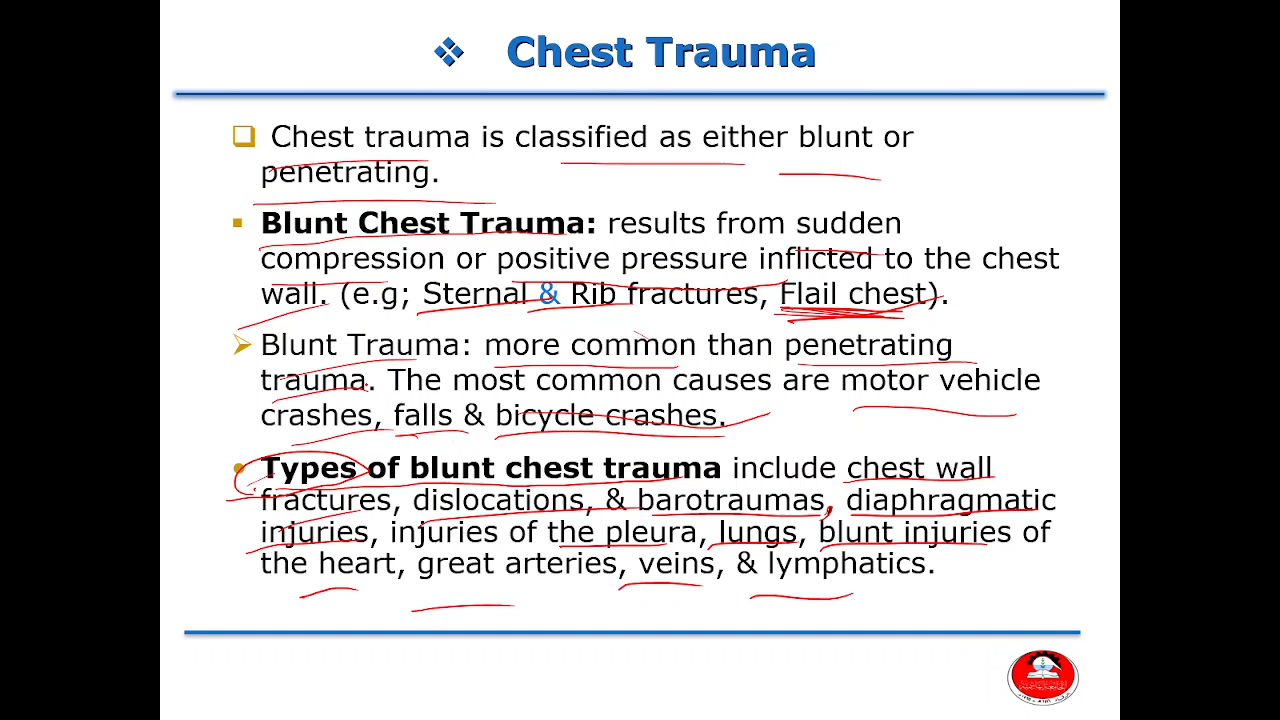 ❖ Chest Trauma
❑ Chest trauma is classified as either blunt or
penetrating.
▪ Blunt Chest Trauma: results from sudden
compression or positive pressure inflicted to the chest
wall. (e.g; Sternal & Rib fractures, Flail chest).
➢ Blunt Trauma: more common than penetrating
trauma. The most common causes are motor vehicle
crashes, falls & bicycle crashes.
• Types of blunt chest trauma include chest wall
fractures, dislocations, & barotraumas, diaphragmatic
injuries, injuries of the pleura, lungs, blunt injuries of
the heart, great arteries, veins, & lymphatics.